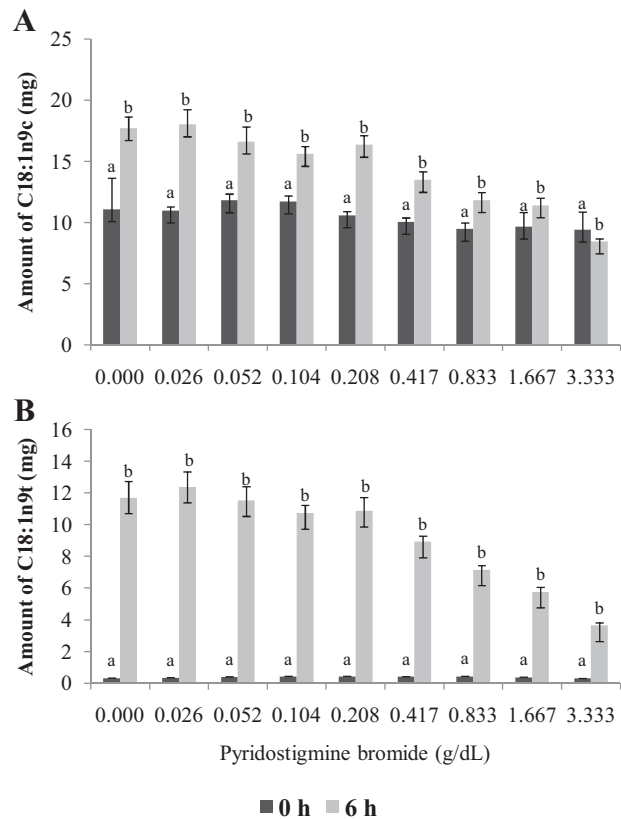 A
Amount of C18:1n9c (mg)
25
20
15
10
5
0
a b a b a b a b a b a b a b a b a b
0.000 0.026 0.052 0.104 0.208 0.417 0.833 1.667 3.333
B
Amount of C18:1n9t (mg)
16
14
12
10
8
6
4
2
0
a b a b a b a b a b a b a b a b a b
0.000 0.026 0.052 0.104 0.208 0.417 0.833 1.667 3.333
Pyridostigmine bromide (g/dL)
0 h 6 h